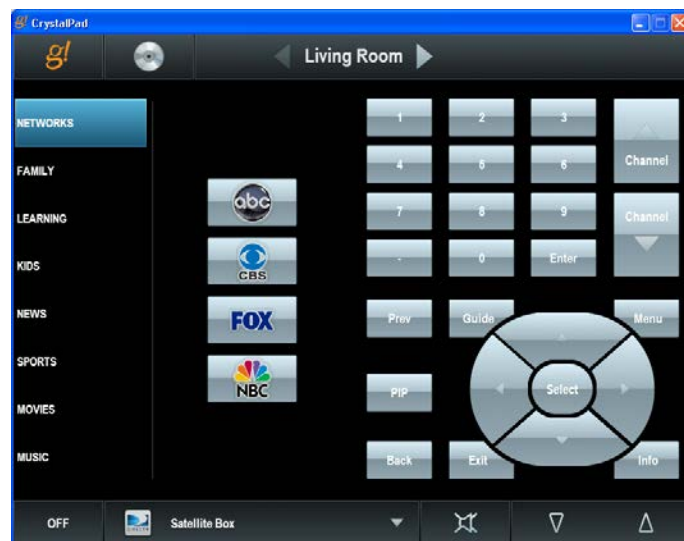 g! CrystalPad
g!
Living Room
NETWORKS
FAMILY
LEARNING
KIDS
NEWS
SPORTS
MOVIES
MUSIC
abc
CBS
FOX
NBC
1 2 3
4 5 6
7 8 9
- 0 Enter
Channel
Channel
Prev Guide Menu
PIP Select
Back Exit Info
OFF Satellite Box